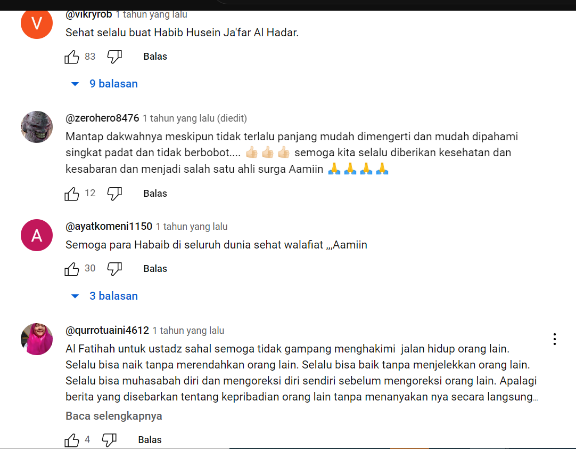 V
@vikryrob 1 tahun yang lalu
Sehat selalu buat Habib Husein Ja'far Al Hadar.
83 Balas
9 balasan
@zerohero8476 1 tahun yang lalu (diedit)
Mantap dakwahnya meskipun tidak terlalu panjang mudah dimengerti dan mudah dipahami
singkat padat dan tidak berbobot.... 👍🏻👍🏻👍🏻 semoga kita selalu diberikan kesehatan dan
kesabaran dan menjadi salah satu ahli surga Aamiin 🙏🙏🙏🙏
12 Balas
A
@ayatkomeni1150 1 tahun yang lalu
Semoga para Habaib di seluruh dunia sehat walafiat ,,,Aamiin
30 Balas
3 balasan
@qurrotuaini4612 1 tahun yang lalu
Al Fatihah untuk ustadz sahal semoga tidak gampang menghakimi jalan hidup orang lain.
Selalu bisa naik tanpa merendahkan orang lain. Selalu bisa baik tanpa menjelekkan orang lain.
Selalu bisa muhasabah diri dan mengoreksi diri sendiri sebelum mengoreksi orang lain. Apalagi
berita yang disebarkan tentang kepribadian orang lain tanpa menanyakan nya secara langsung..
Baca selengkapnya
4 Balas